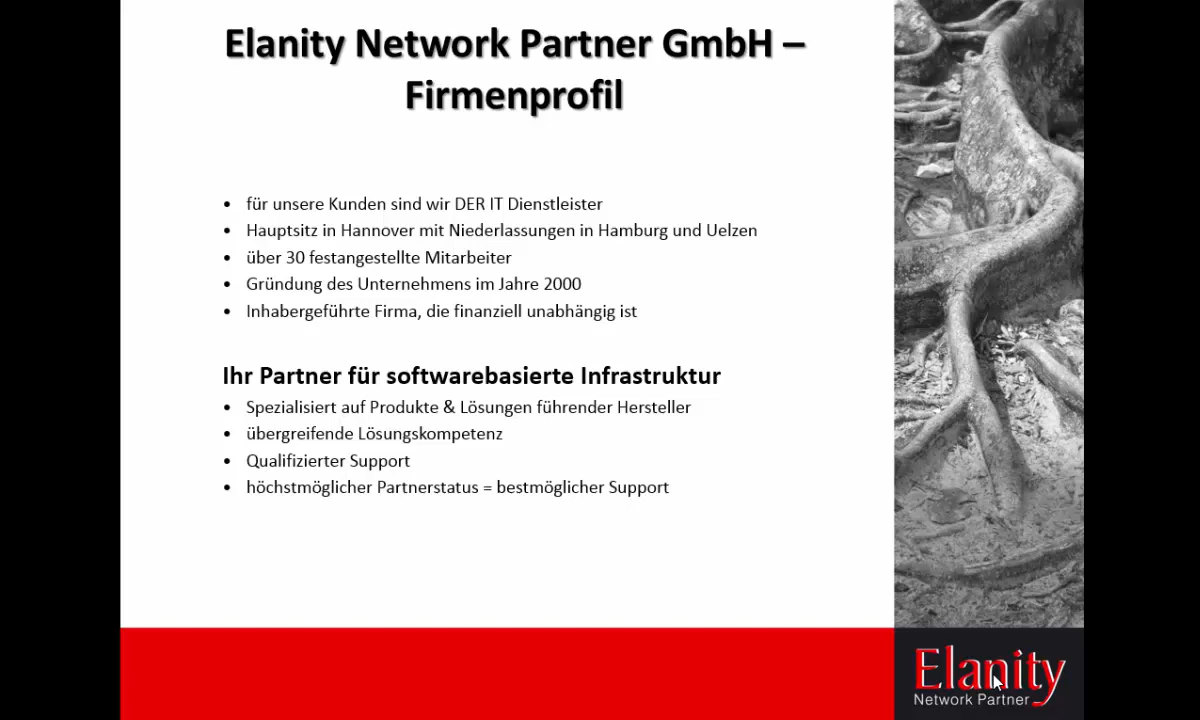 Elanity Network Partner GmbH –
Firmenprofil
• für unsere Kunden sind wir DER IT Dienstleister
• Hauptsitz in Hannover mit Niederlassungen in Hamburg und Uelzen
• über 30 festangestellte Mitarbeiter
• Gründung des Unternehmens im Jahre 2000
• Inhabergeführte Firma, die finanziell unabhängig ist
Ihr Partner für softwarebasierte Infrastruktur
• Spezialisiert auf Produkte & Lösungen führender Hersteller
• übergreifende Lösungskompetenz
• Qualifizierter Support
• höchstmöglicher Partnerstatus = bestmöglicher Support
Elanity
Network Partner